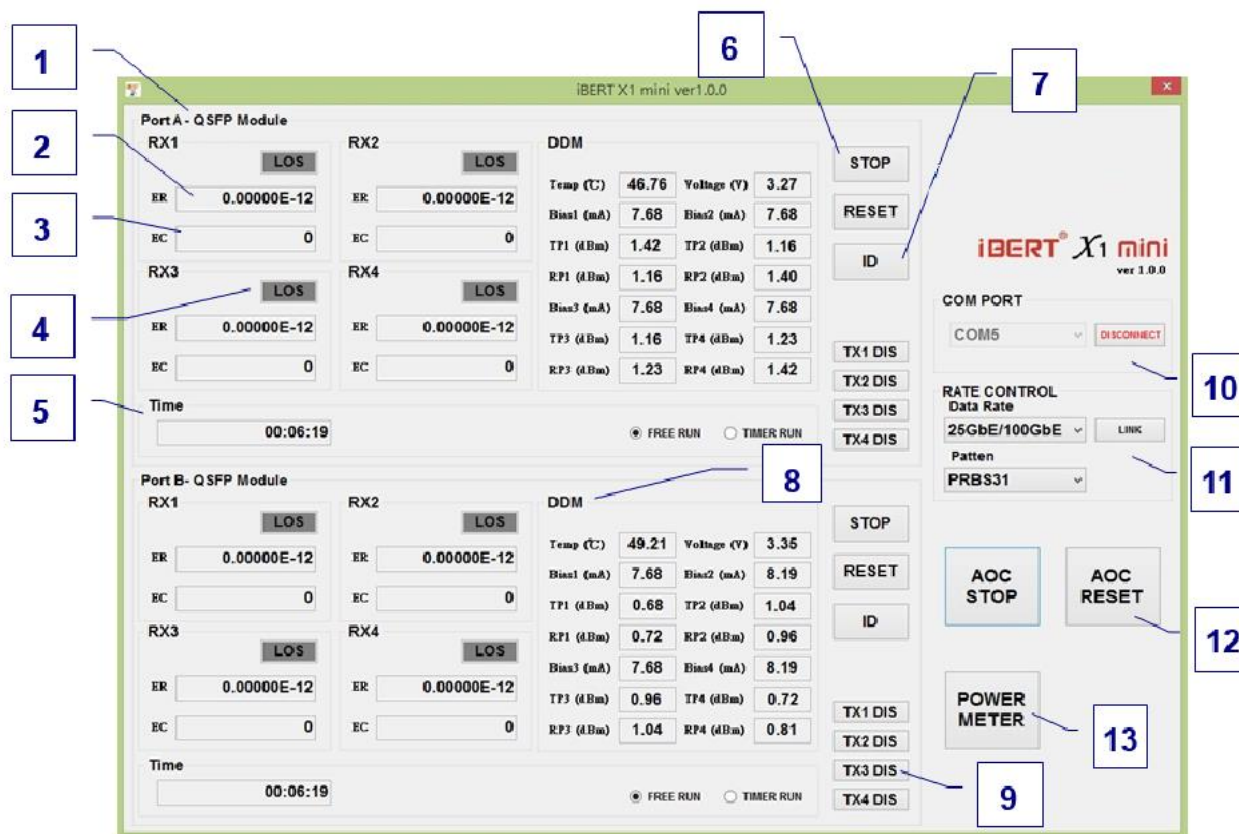 iBERT X1 mini ver1.0.0
x
1
2
3
4
5
6
7
8
9
10
11
12
13
Port A- QSFP Module
RX1
LOS
ER 0.00000E-12
EC 0
RX2
LOS
ER 0.00000E-12
EC 0
RX3
LOS
ER 0.00000E-12
EC 0
RX4
LOS
ER 0.00000E-12
EC 0
DDM
Temp (℃) 46.76 Voltage (V) 3.27
Bias1 (mA) 7.68 Bias2 (mA) 7.68
TP1 (dBm) 1.42 TP2 (dBm) 1.16
RP1 (dBm) 1.16 RP2 (dBm) 1.40
Bias3 (mA) 7.68 Bias4 (mA) 7.68
TP3 (dBm) 1.16 TP4 (dBm) 1.23
RP3 (dBm) 1.23 RP4 (dBm) 1.42
STOP
RESET
ID
TX1 DIS
TX2 DIS
TX3 DIS
TX4 DIS
Time
00:06:19
FREE RUN
TIMER RUN
Port B- QSFP Module
RX1
LOS
ER 0.00000E-12
EC 0
RX2
LOS
ER 0.00000E-12
EC 0
RX3
LOS
ER 0.00000E-12
EC 0
RX4
LOS
ER 0.00000E-12
EC 0
DDM
Temp (℃) 49.21 Voltage (V) 3.35
Bias1 (mA) 7.68 Bias2 (mA) 8.19
TP1 (dBm) 0.68 TP2 (dBm) 1.04
RP1 (dBm) 0.72 RP2 (dBm) 0.96
Bias3 (mA) 7.68 Bias4 (mA) 8.19
TP3 (dBm) 0.96 TP4 (dBm) 0.72
RP3 (dBm) 1.04 RP4 (dBm) 0.81
STOP
RESET
ID
TX1 DIS
TX2 DIS
TX3 DIS
TX4 DIS
Time
00:06:19
FREE RUN
TIMER RUN
iBERT® X1 mini
ver 1.0.0
COM PORT
COM5
DISCONNECT
RATE CONTROL
Data Rate
25GbE/100GbE
LINK
Patten
PRBS31
AOC
STOP
AOC
RESET
POWER
METER